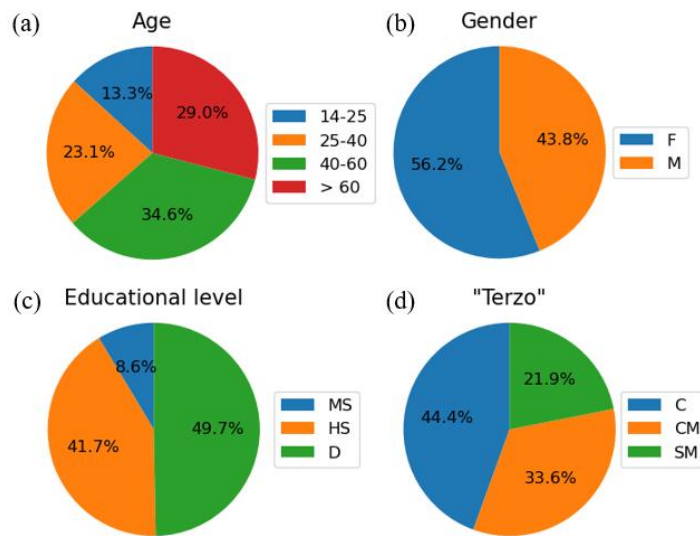 (a) Age
13.3%
29.0%
23.1%
34.6%
14-25
25-40
40-60
> 60
(b) Gender
56.2%
43.8%
F
M
(c) Educational level
8.6%
41.7%
49.7%
MS
HS
D
(d) "Terzo"
21.9%
44.4%
33.6%
C
CM
SM